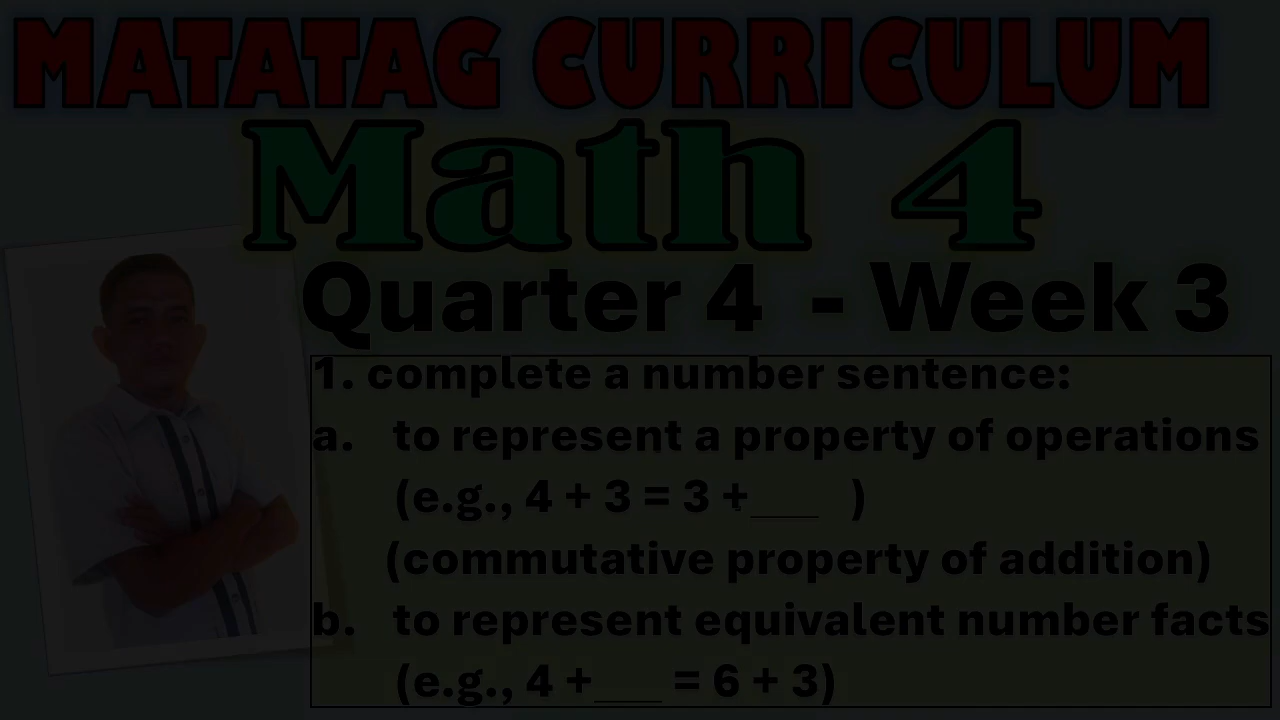 MATATAG CURRICULUM
Math 4
Quarter 4 - Week 3
1. complete a number sentence:
a. to represent a property of operations
(e.g., 4 + 3 = 3 +___ )
(commutative property of addition)
b. to represent equivalent number facts
(e.g., 4 +___ = 6 + 3)